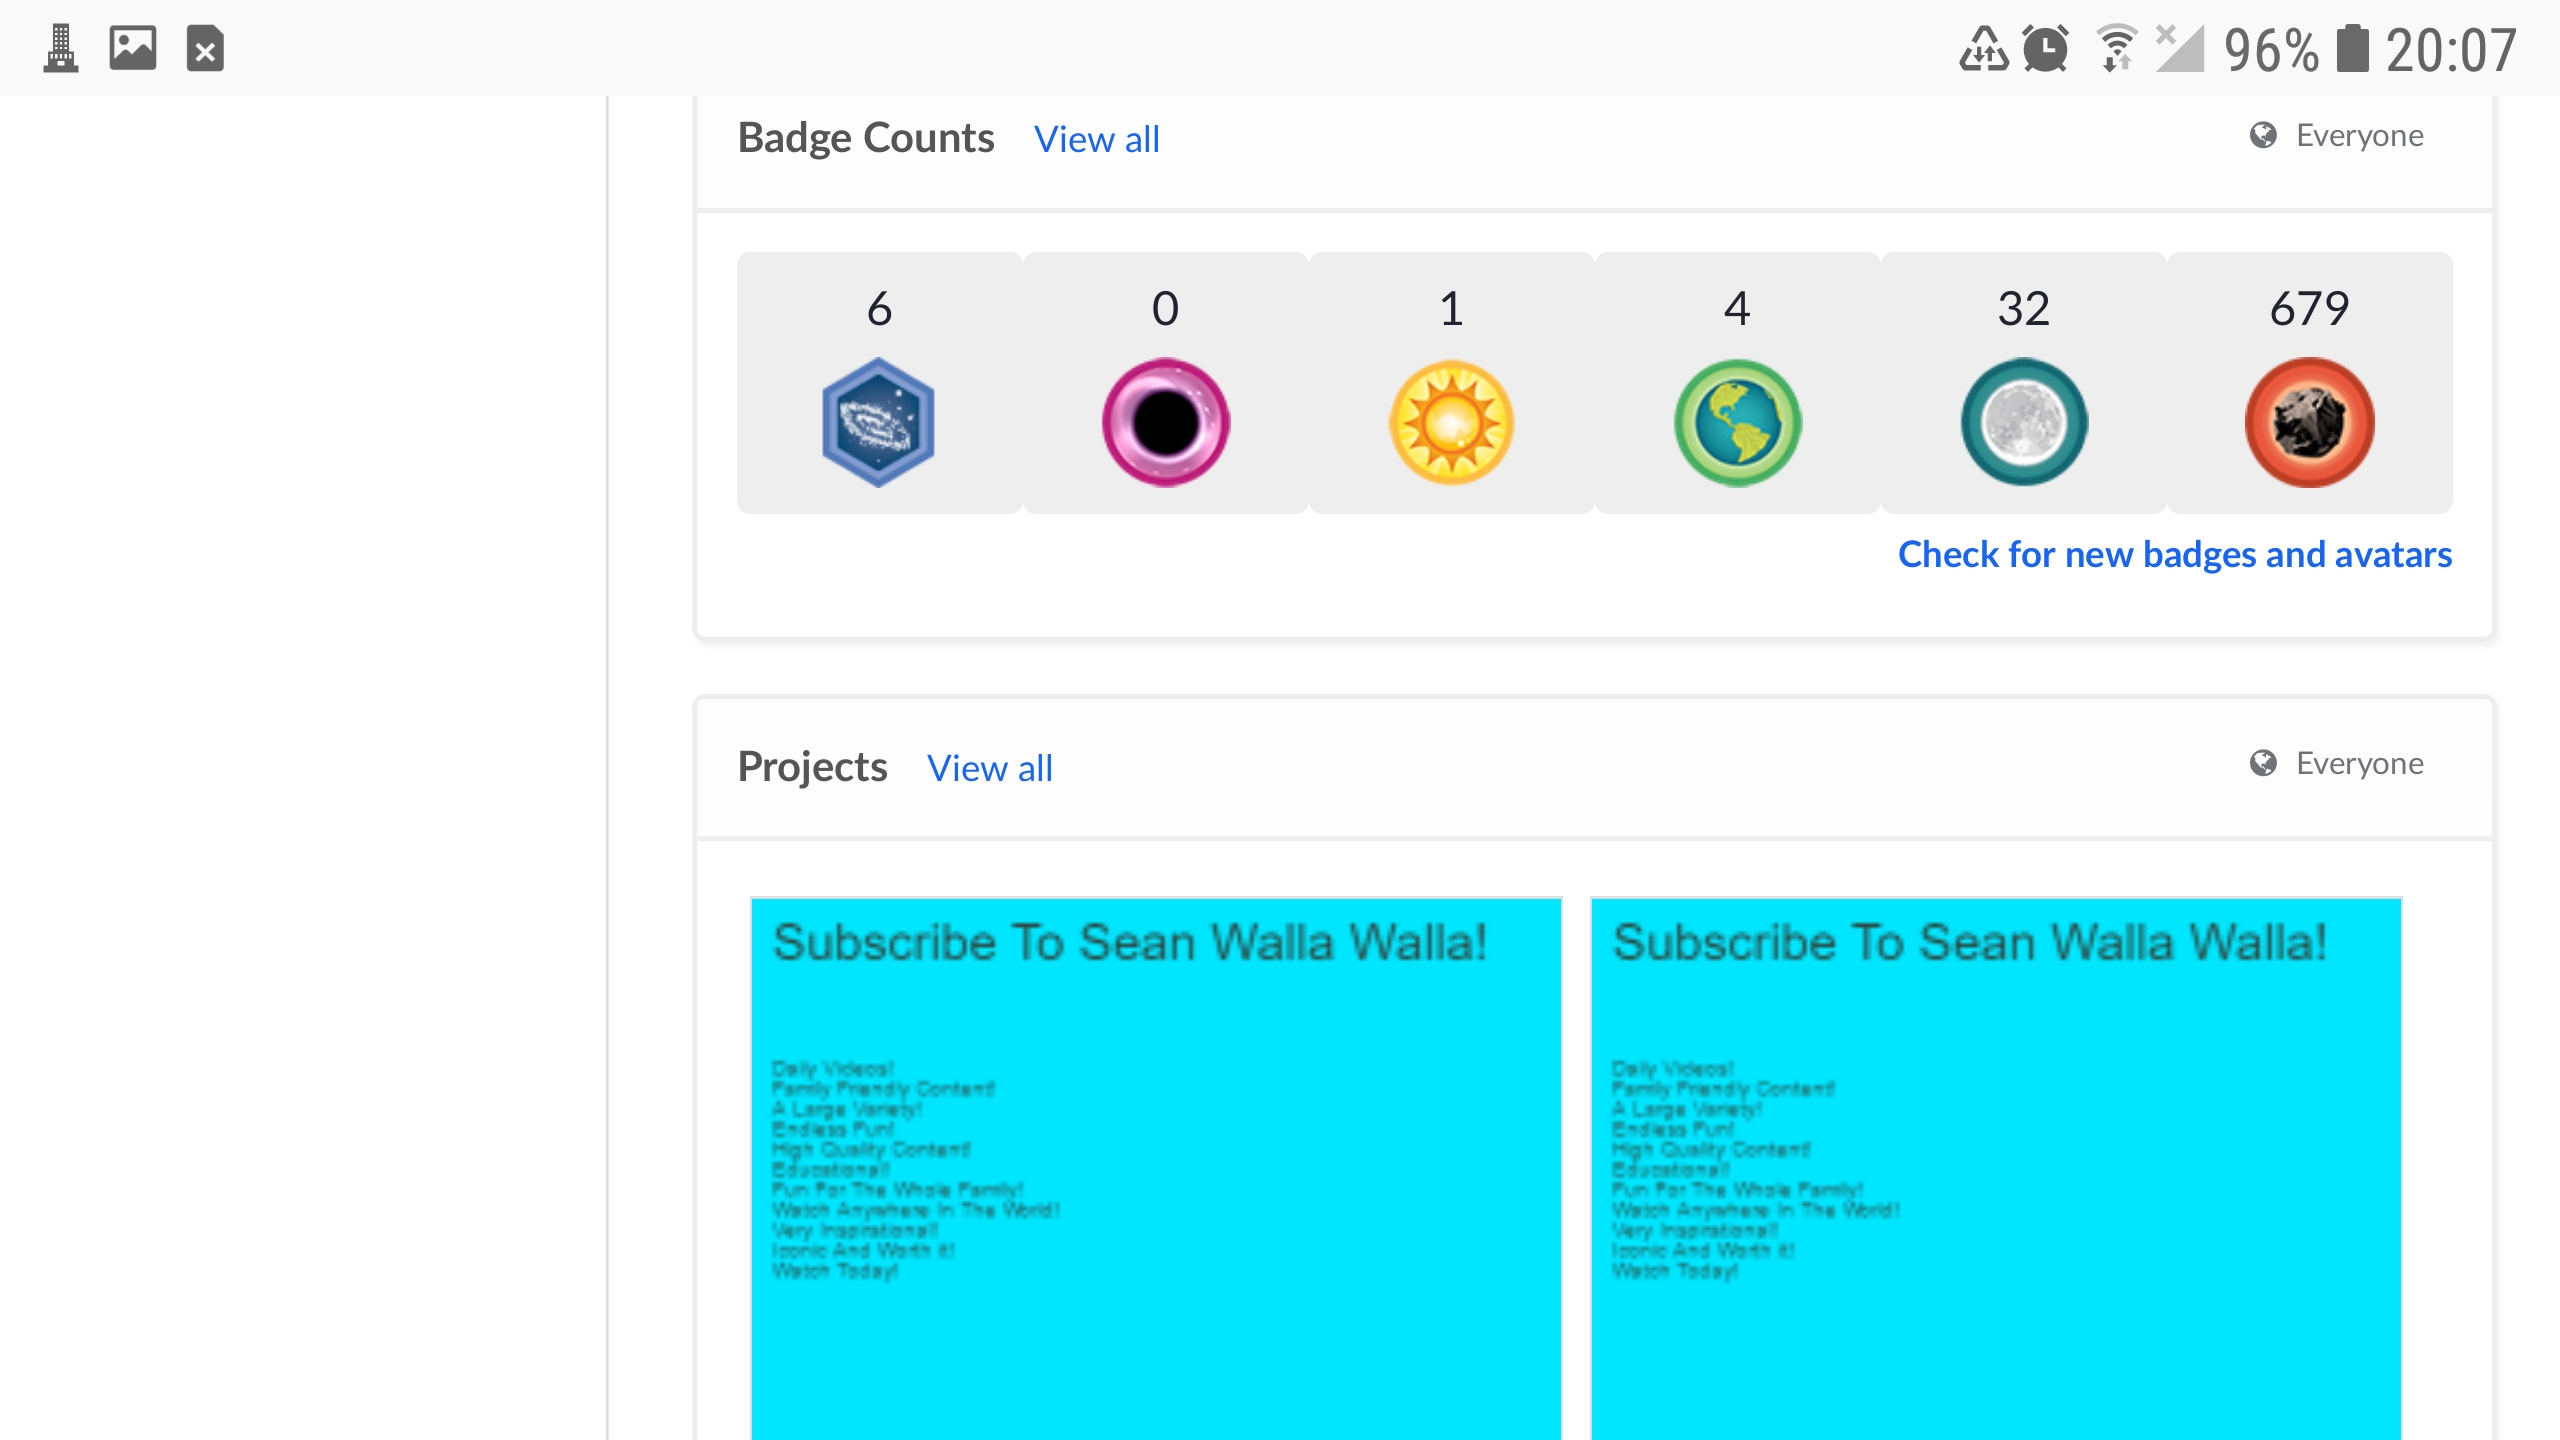 96% 20:07
Badge Counts View all Everyone
6 0 1 4 32 679
Check for new badges and avatars
Projects View all Everyone
Subscribe To Sean Walla Walla!
Daily Videos!
Family Friendly Content!
A Large Variety!
Endless Fun!
High Quality Content!
Educational!
Fun For The Whole Family!
Watch Anywhere In The World!
Very Inspirational!
Iconic And Worth It!
Watch Today!
Subscribe To Sean Walla Walla!
Daily Videos!
Family Friendly Content!
A Large Variety!
Endless Fun!
High Quality Content!
Educational!
Fun For The Whole Family!
Watch Anywhere In The World!
Very Inspirational!
Iconic And Worth It!
Watch Today!